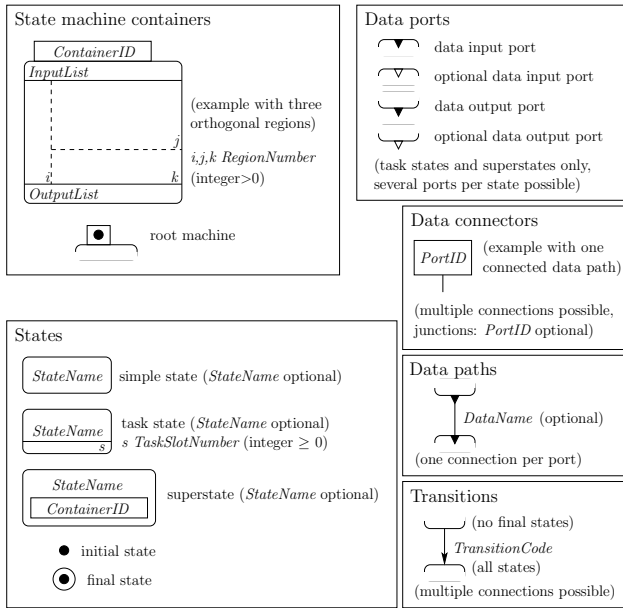 State machine containers
ContainerID
InputList
(example with three
orthogonal regions)
j
i,j,k RegionNumber
i
k
(integer>0)
OutputList
root machine
States
StateName
simple state (StateName optional)
StateName
task state (StateName optional)
s
s TaskSlotNumber (integer ≥ 0)
StateName
ContainerID
superstate (StateName optional)
initial state
final state
Data ports
data input port
optional data input port
data output port
optional data output port
(task states and superstates only,
several ports per state possible)
Data connectors
PortID
(example with one
connected data path)
(multiple connections possible,
junctions: PortID optional)
Data paths
DataName (optional)
(one connection per port)
Transitions
(no final states)
TransitionCode
(all states)
(multiple connections possible)